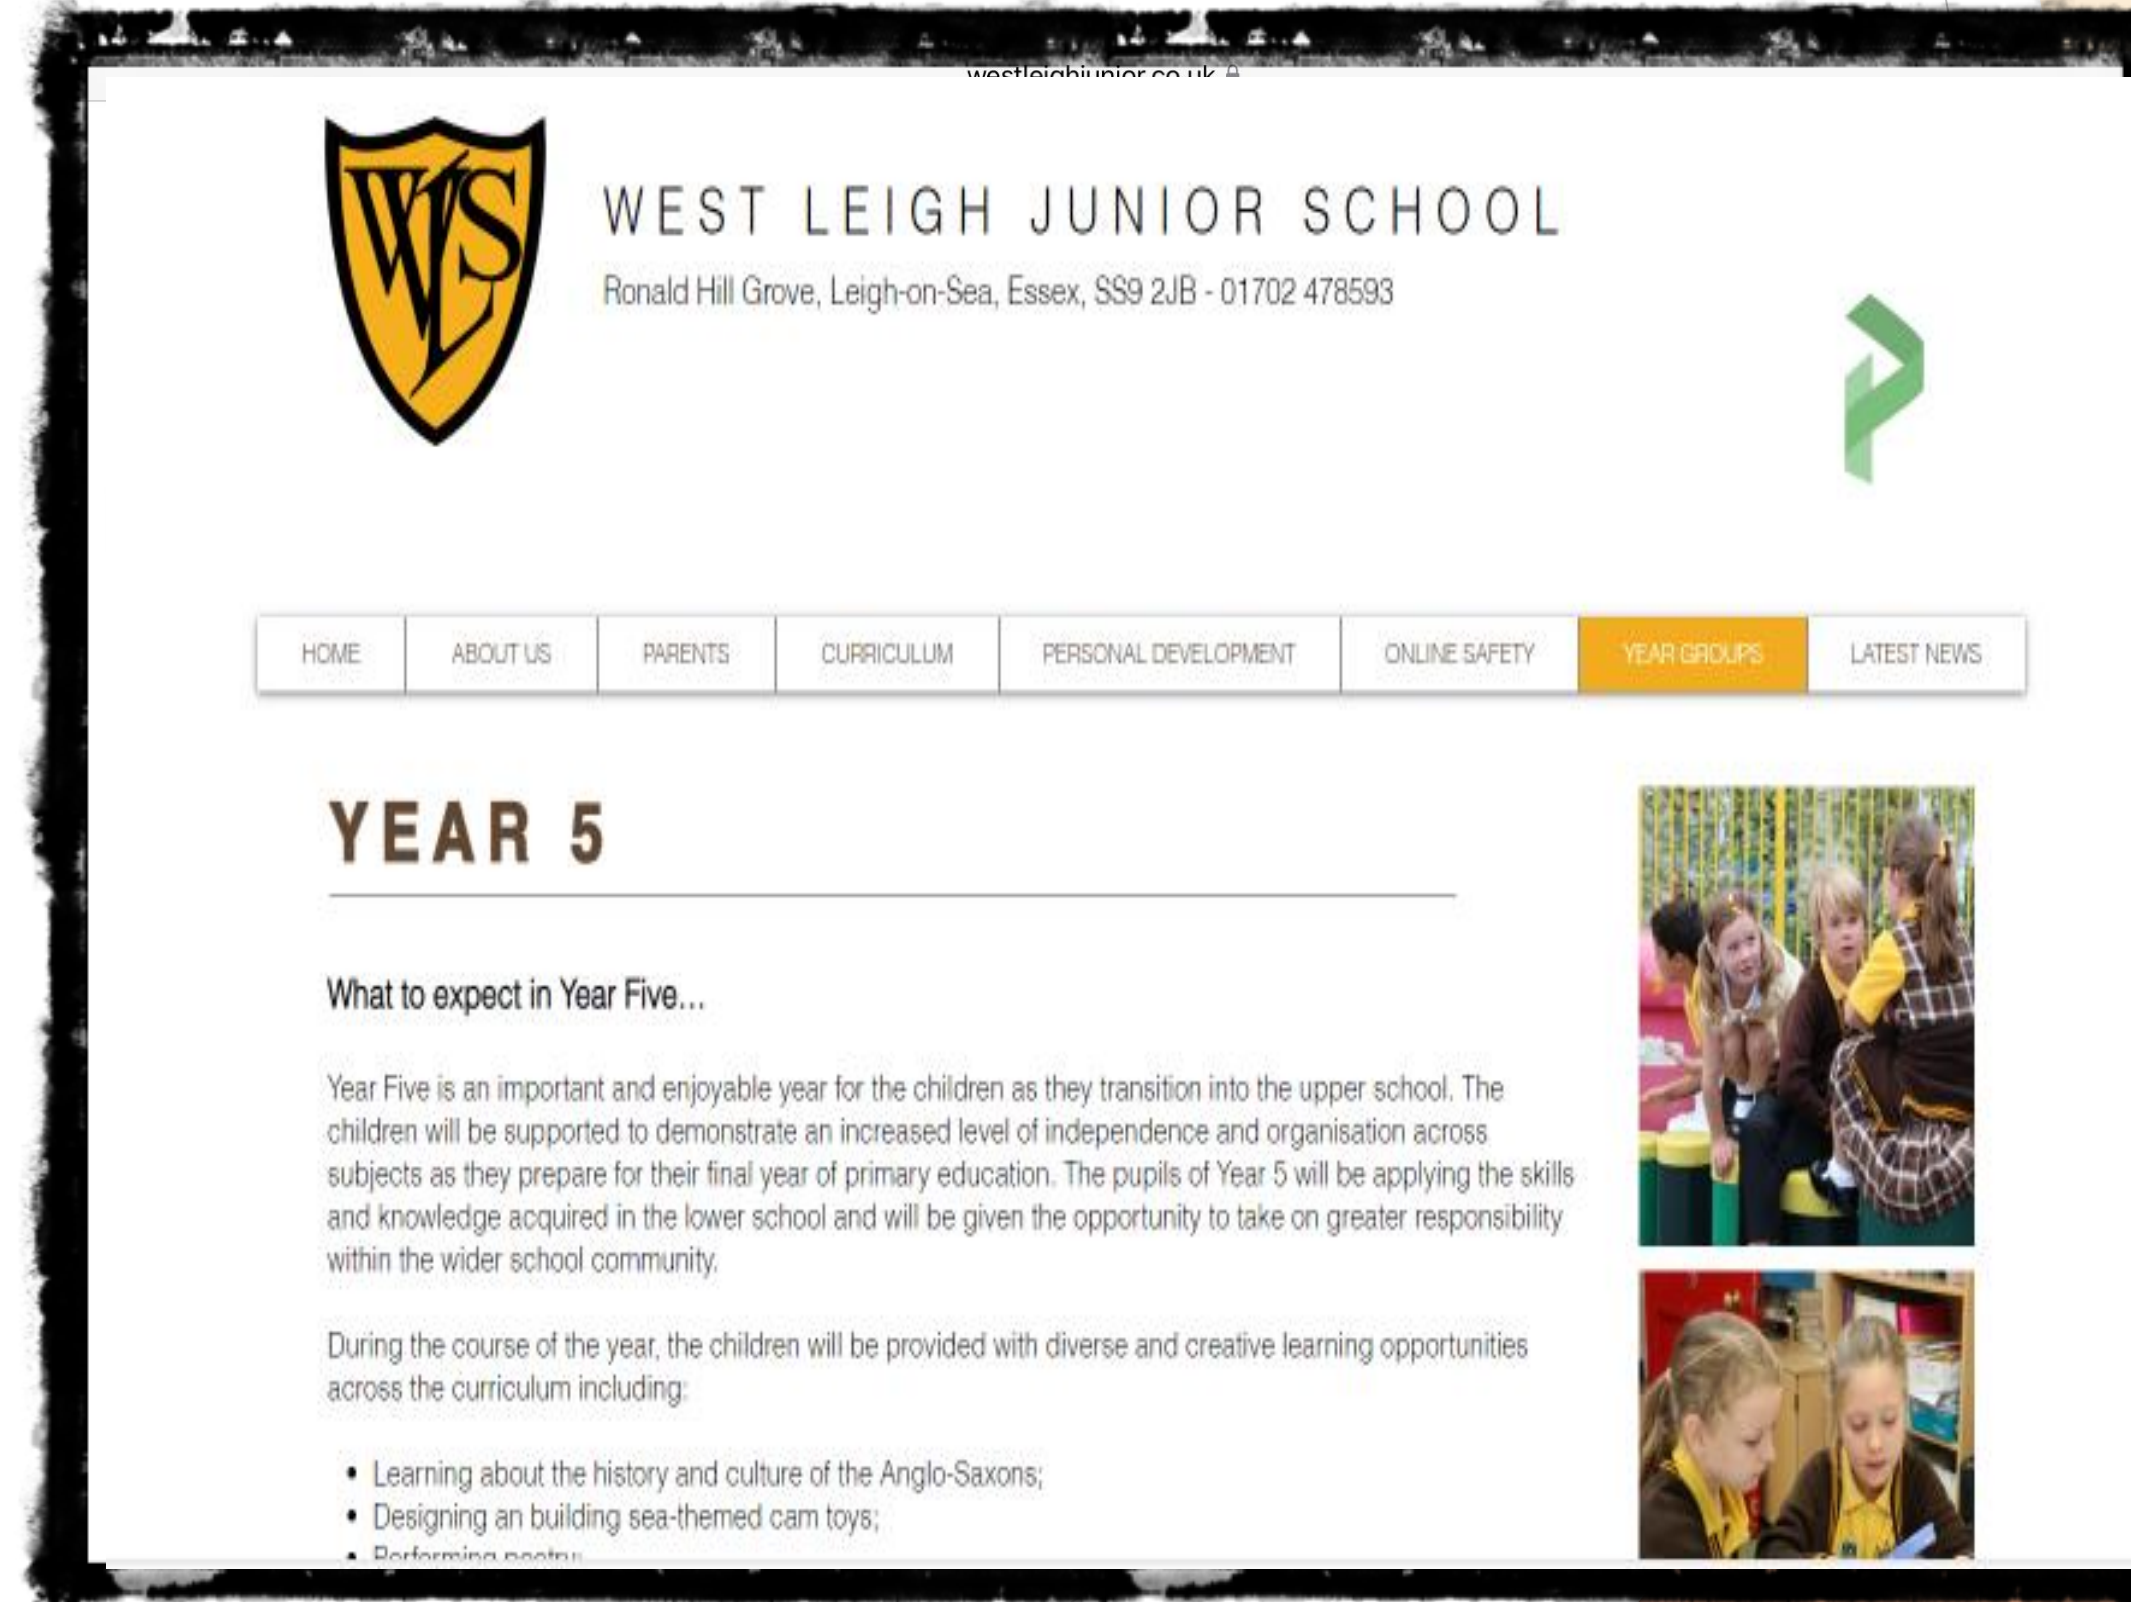 westleighjunior.co.uk
WLS
WEST LEIGH JUNIOR SCHOOL
Ronald Hill Grove, Leigh-on-Sea, Essex, SS9 2JB - 01702 478593
HOME
ABOUT US
PARENTS
CURRICULUM
PERSONAL DEVELOPMENT
ONLINE SAFETY
YEAR GROUPS
LATEST NEWS
YEAR 5
What to expect in Year Five...
Year Five is an important and enjoyable year for the children as they transition into the upper school. The
children will be supported to demonstrate an increased level of independence and organisation across
subjects as they prepare for their final year of primary education. The pupils of Year 5 will be applying the skills
and knowledge acquired in the lower school and will be given the opportunity to take on greater responsibility
within the wider school community.
During the course of the year, the children will be provided with diverse and creative learning opportunities
across the curriculum including:
• Learning about the history and culture of the Anglo-Saxons;
• Designing an building sea-themed cam toys;
• Performing poetry;